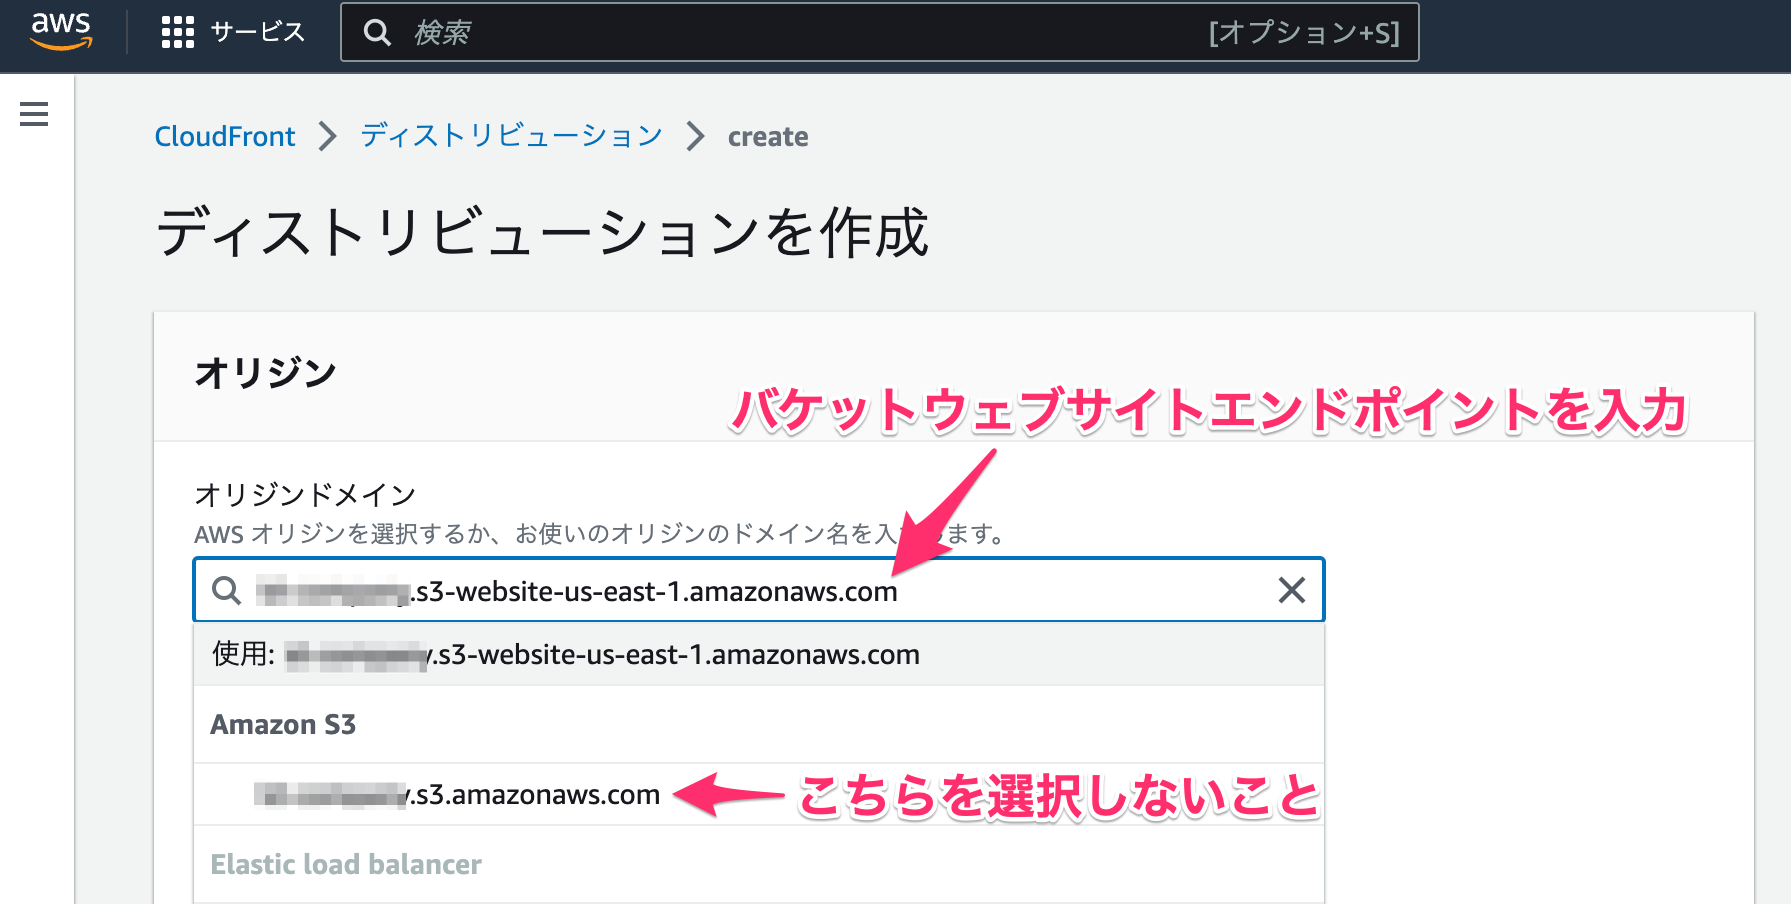 aws サービス 検索 [オプション+S]
CloudFront ディストリビューション create
ディストリビューションを作成
オリジン
バケットウェブサイトエンドポイントを入力
オリジンドメイン
AWS オリジンを選択するか、お使いのオリジンのドメイン名を入 します。
.s3-website-us-east-1.amazonaws.com
使用: .s3-website-us-east-1.amazonaws.com
Amazon S3
.s3.amazonaws.com こちらを選択しないこと
Elastic load balancer